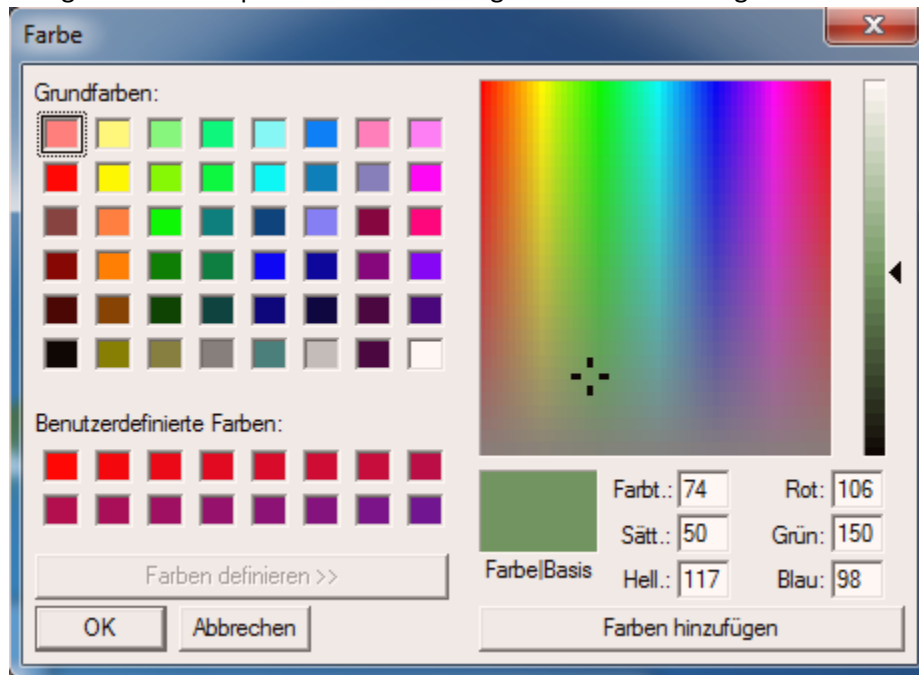 Farbe
Grundfarben:
Benutzerdefinierte Farben:
Farben definieren >>
OK
Abbrechen
Farbe|Basis
Farbt.: 74
Sätt.: 50
Hell.: 117
Rot: 106
Grün: 150
Blau: 98
Farben hinzufügen